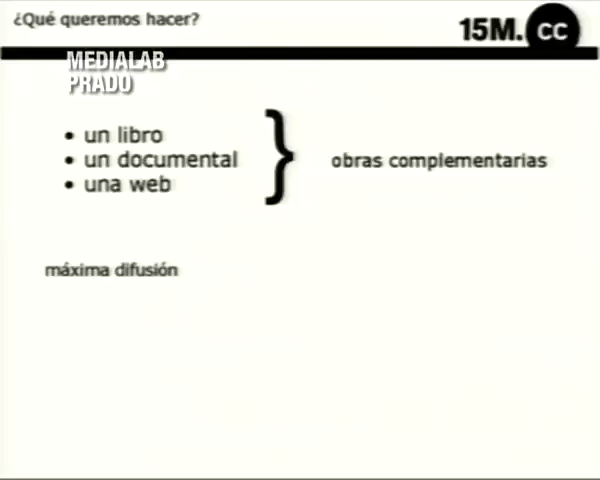 ¿Qué queremos hacer?
15M.cc
MEDIALAB
PRADO
• un libro
• un documental
• una web
}
obras complementarias
máxima difusión